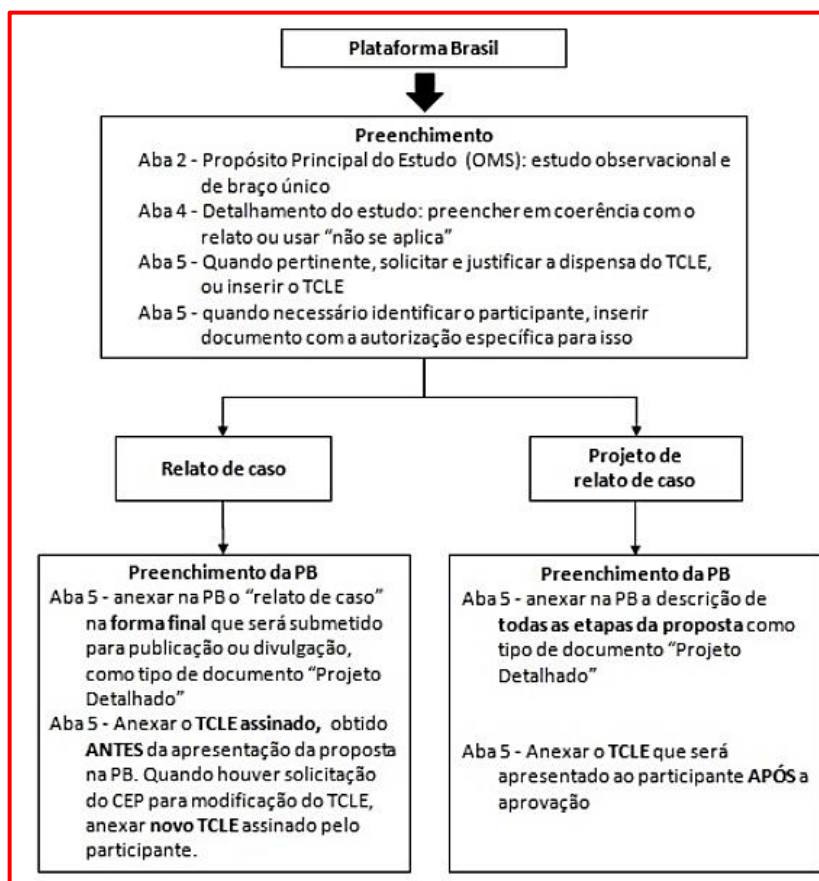 Plataforma Brasil
Preenchimento
Aba 2 - Propósito Principal do Estudo (OMS): estudo observacional e
de braço único
Aba 4 - Detalhamento do estudo: preencher em coerência com o
relato ou usar “não se aplica”
Aba 5 - Quando pertinente, solicitar e justificar a dispensa do TCLE,
ou inserir o TCLE
Aba 5 - quando necessário identificar o participante, inserir
documento com a autorização específica para isso
Relato de caso
Preenchimento da PB
Aba 5 - anexar na PB o “relato de caso”
na forma final que será submetido
para publicação ou divulgação,
como tipo de documento “Projeto
Detalhado”
Aba 5 - Anexar o TCLE assinado, obtido
ANTES da apresentação da proposta
na PB. Quando houver solicitação
do CEP para modificação do TCLE,
anexar novo TCLE assinado pelo
participante.
Projeto de
relato de caso
Preenchimento da PB
Aba 5 - anexar na PB a descrição de
todas as etapas da proposta como
tipo de documento “Projeto
Detalhado”
Aba 5 - Anexar o TCLE que será
apresentado ao participante APÓS a
aprovação